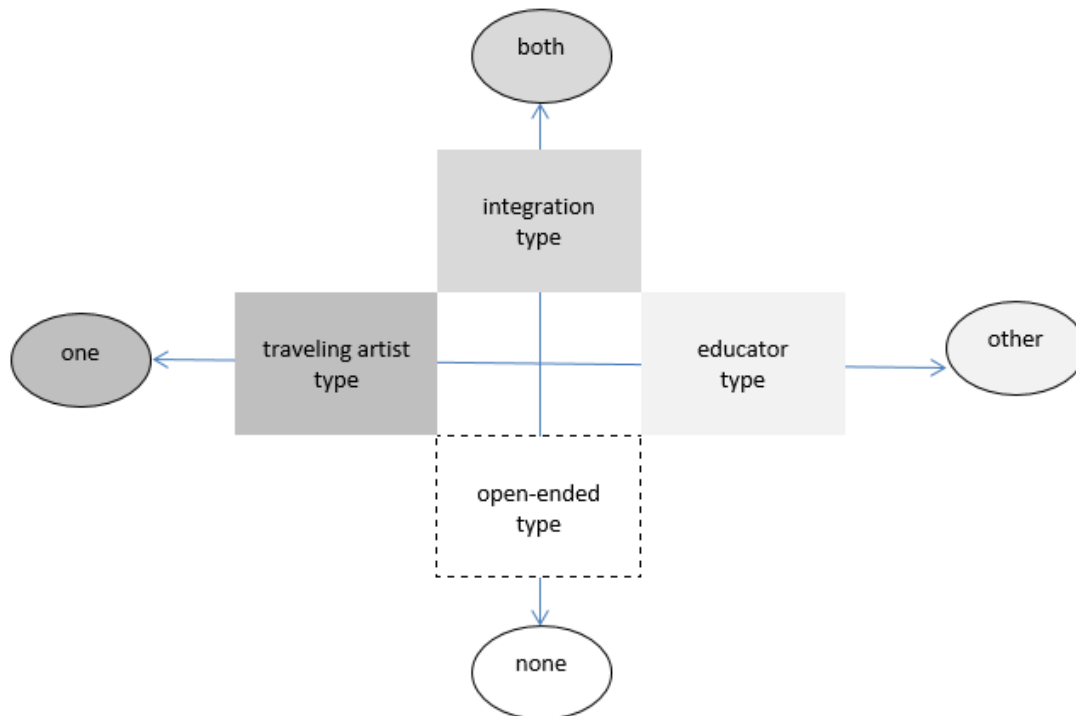 both
integration
type
one
traveling artist
type
educator
type
other
open-ended
type
none